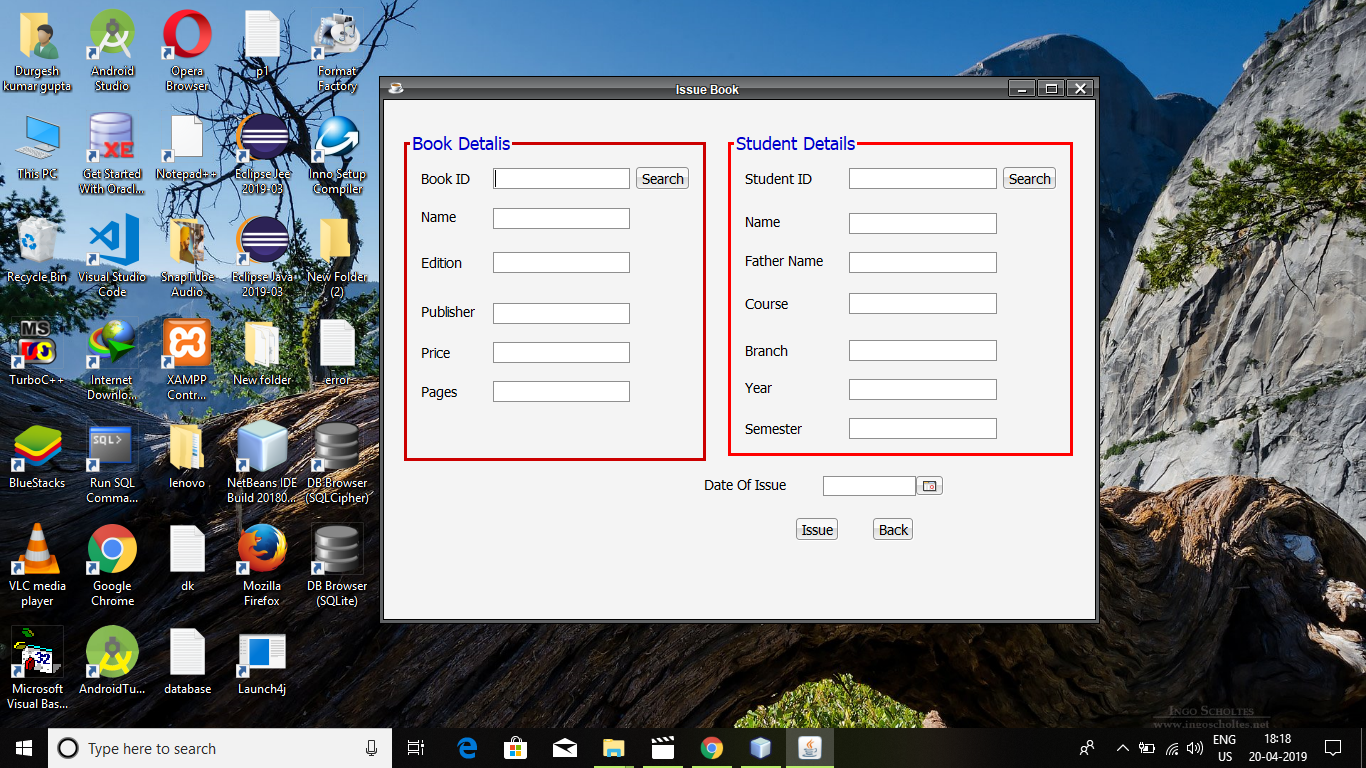 Durgesh
kumar gupta
Android
Studio
Opera
Browser
p1
Format
Factory
This PC
Get Started
With Oracl...
Notepad++
Eclipse Jee
2019-03
Inno Setup
Compiler
Recycle Bin
Visual Studio
Code
SnapTube
Audio
Eclipse Java
2019-03
New Folder
(2)
MS
TurboC++
Internet
Downlo...
XAMPP
Contr...
New folder
error
BlueStacks
SQL>
Run SQL
Comma...
lenovo
NetBeans IDE
Build 20180...
DB Browser
(SQLCipher)
VLC media
player
Google
Chrome
dk
Mozilla
Firefox
DB Browser
(SQLite)
Microsoft
Visual Bas...
AndroidTu...
database
Launch4j
XE
32
Issue Book
Book Detalis
Book ID
Search
Name
Edition
Publisher
Price
Pages
Student Details
Student ID
Search
Name
Father Name
Course
Branch
Year
Semester
Date Of Issue
Issue
Back
Ingo Scholtes
www.ingoscholtes.net
Type here to search
ENG
US
18:18
20-04-2019